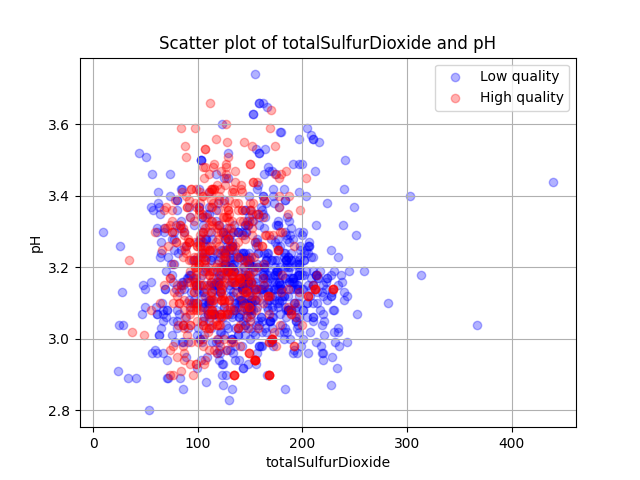 Scatter plot of totalSulfurDioxide and pH
Low quality
High quality
3.6
3.4
3.2
3.0
2.8
pH
0 100 200 300 400
totalSulfurDioxide